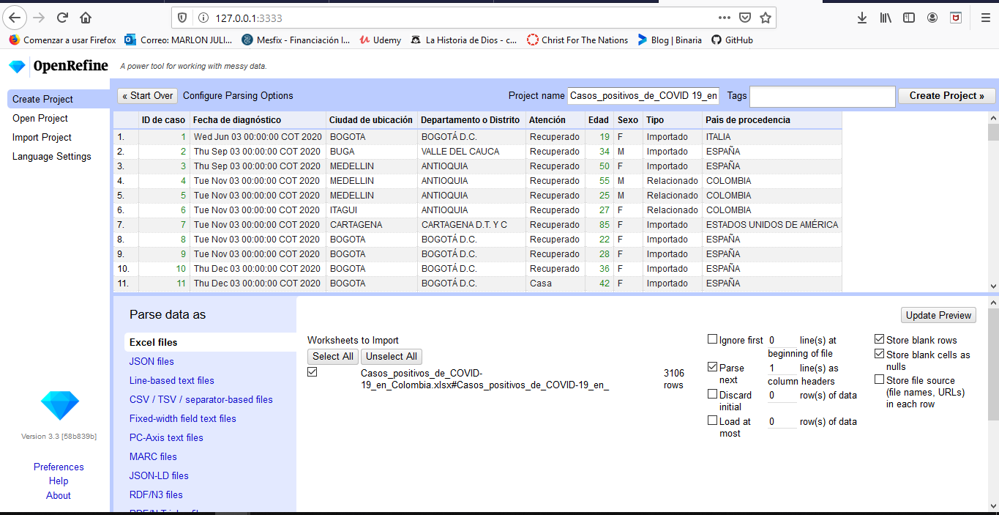 127.0.0.1:3333
Comenzar a usar Firefox Correo: MARLON JULI... Mesfix - Financiación I... Udemy La Historia de Dios - c... Christ For The Nations Blog | Binaria GitHub
OpenRefine A power tool for working with messy data.
Create Project
Open Project
Import Project
Language Settings
« Start Over Configure Parsing Options Project name Casos_positivos_de_COVID 19_en Tags Create Project »
ID de caso Fecha de diagnóstico Ciudad de ubicación Departamento o Distrito Atención Edad Sexo Tipo País de procedencia
1. 1 Wed Jun 03 00:00:00 COT 2020 BOGOTA BOGOTÁ D.C. Recuperado 19 F Importado ITALIA
2. 2 Thu Sep 03 00:00:00 COT 2020 BUGA VALLE DEL CAUCA Recuperado 34 M Importado ESPAÑA
3. 3 Thu Sep 03 00:00:00 COT 2020 MEDELLIN ANTIOQUIA Recuperado 50 F Importado ESPAÑA
4. 4 Tue Nov 03 00:00:00 COT 2020 MEDELLIN ANTIOQUIA Recuperado 55 M Relacionado COLOMBIA
5. 5 Tue Nov 03 00:00:00 COT 2020 MEDELLIN ANTIOQUIA Recuperado 25 M Relacionado COLOMBIA
6. 6 Tue Nov 03 00:00:00 COT 2020 ITAGUI ANTIOQUIA Recuperado 27 F Relacionado COLOMBIA
7. 7 Tue Nov 03 00:00:00 COT 2020 CARTAGENA CARTAGENA D.T. Y C Recuperado 85 F Importado ESTADOS UNIDOS DE AMÉRICA
8. 8 Tue Nov 03 00:00:00 COT 2020 BOGOTA BOGOTÁ D.C. Recuperado 22 F Importado ESPAÑA
9. 9 Tue Nov 03 00:00:00 COT 2020 BOGOTA BOGOTÁ D.C. Recuperado 28 F Importado ESPAÑA
10. 10 Thu Dec 03 00:00:00 COT 2020 BOGOTA BOGOTÁ D.C. Recuperado 36 F Importado ESPAÑA
11. 11 Thu Dec 03 00:00:00 COT 2020 BOGOTA BOGOTÁ D.C. Casa 42 F Importado ESPAÑA
Parse data as
Excel files
JSON files
Line-based text files
CSV / TSV / separator-based files
Fixed-width field text files
PC-Axis text files
MARC files
JSON-LD files
RDF/N3 files
Update Preview
Worksheets to Import
Select All Unselect All
Casos_positivos_de_COVID-
19_en_Colombia.xlsx#Casos_positivos_de_COVID-19_en_
3106
rows
Ignore first 0 line(s) at
beginning of file
Parse 1 line(s) as
next column headers
Discard 0 row(s) of data
initial
Load at 0 row(s) of data
most
Store blank rows
Store blank cells as
nulls
Store file source
(file names, URLs)
in each row
Version 3.3 [58b839b]
Preferences
Help
About